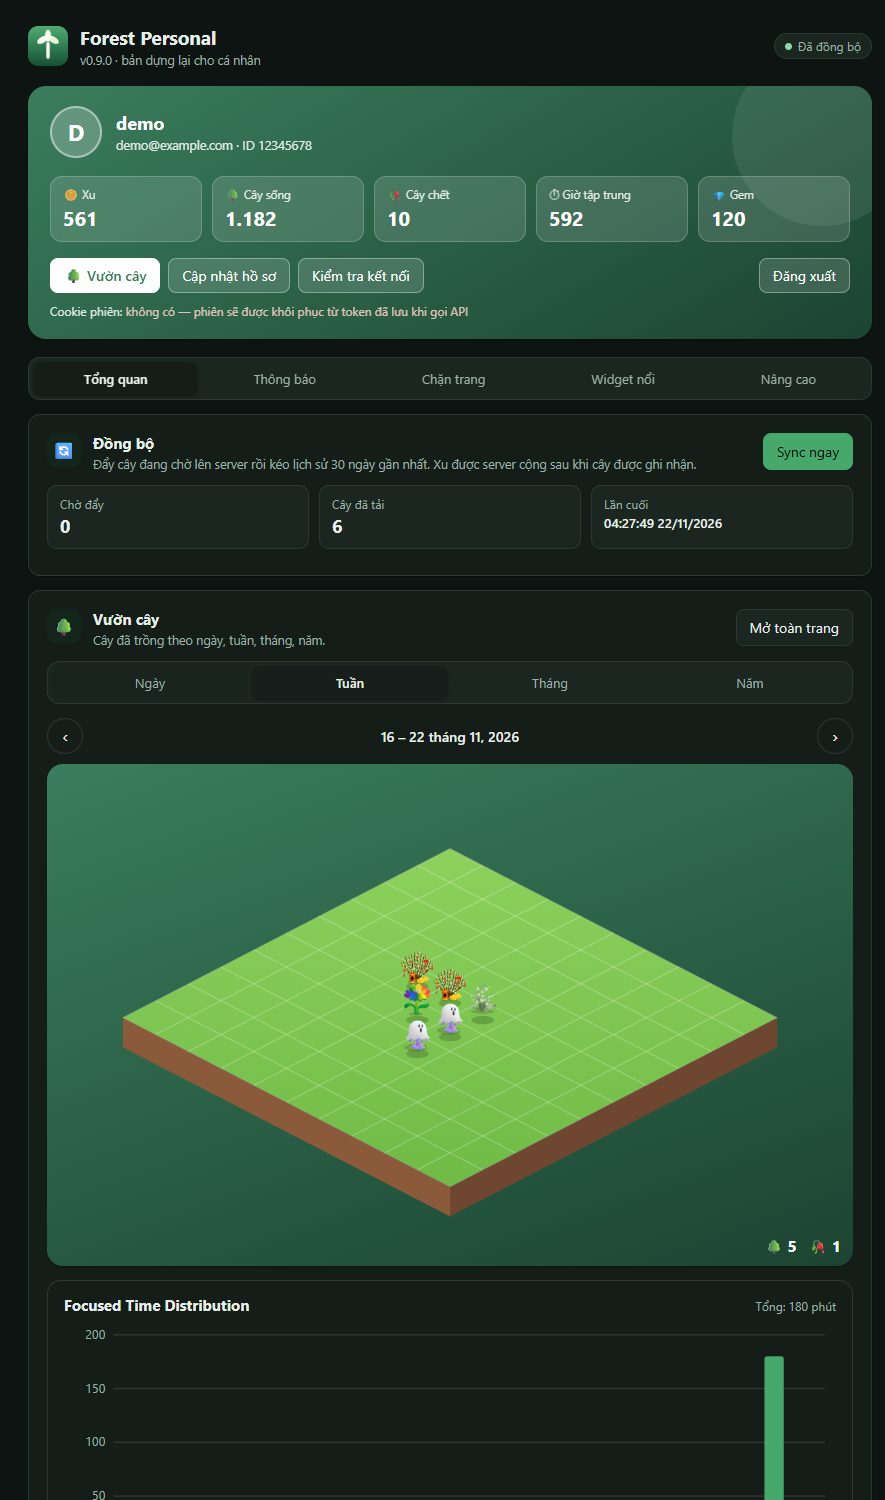 Forest Personal
v0.9.0 · bản dựng lại cho cá nhân
Đã đồng bộ
D
demo
demo@example.com · ID 12345678
Xu
561
Cây sống
1.182
Cây chết
10
Giờ tập trung
592
Gem
120
Vườn cây
Cập nhật hồ sơ
Kiểm tra kết nối
Đăng xuất
Cookie phiên: không có — phiên sẽ được khôi phục từ token đã lưu khi gọi API
Tổng quan
Thông báo
Chặn trang
Widget nổi
Nâng cao
Đồng bộ
Đẩy cây đang chờ lên server rồi kéo lịch sử 30 ngày gần nhất. Xu được server cộng sau khi cây được ghi nhận.
Sync ngay
Chờ đẩy
0
Cây đã tải
6
Lần cuối
04:27:49 22/11/2026
Vườn cây
Cây đã trồng theo ngày, tuần, tháng, năm.
Mở toàn trang
Ngày
Tuần
Tháng
Năm
‹
16 – 22 tháng 11, 2026
›
5
1
Focused Time Distribution
Tổng: 180 phút
200
150
100
50